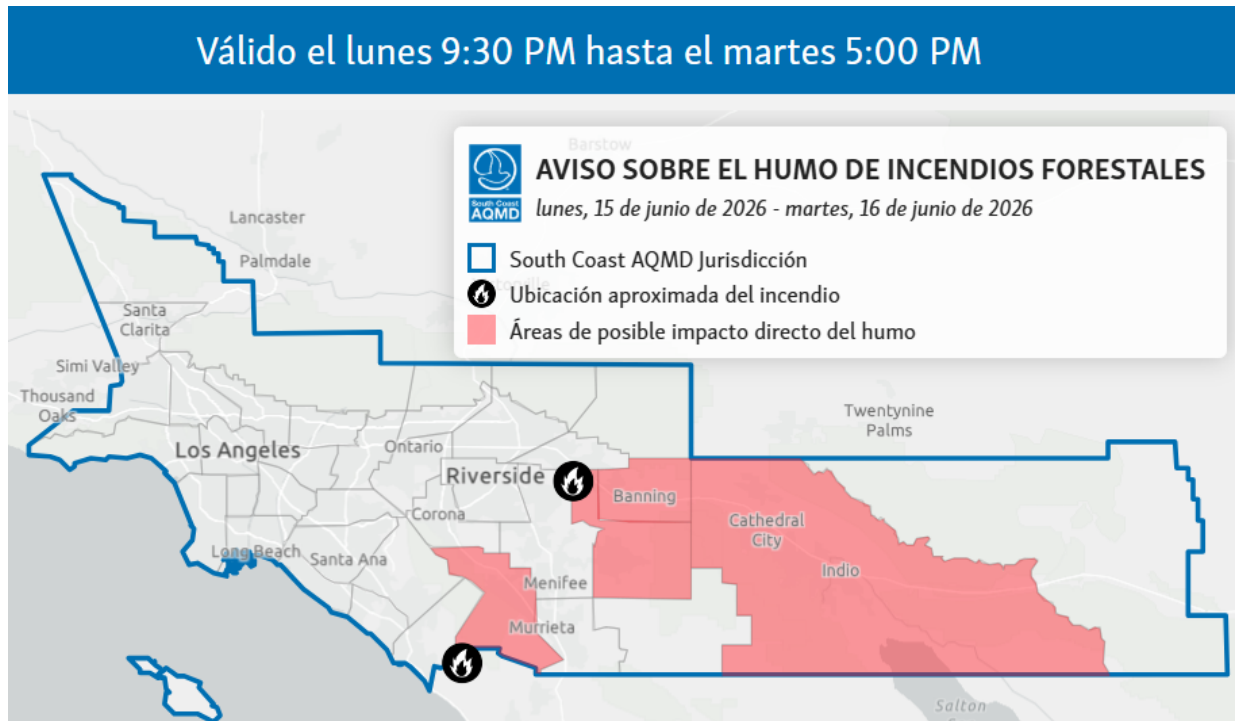 Válido el lunes 9:30 PM hasta el martes 5:00 PM
Barstow
AVISO SOBRE EL HUMO DE INCENDIOS FORESTALES
South Coast
AQMD
lunes, 15 de junio de 2026 - martes, 16 de junio de 2026
South Coast AQMD Jurisdicción
Ubicación aproximada del incendio
Áreas de posible impacto directo del humo
Lancaster
Palmdale
Santa
Clarita
Simi Valley
Thousand
Oaks
Twentynine
Palms
Los Angeles
Ontario
Riverside
Banning
Corona
Cathedral
City
Long Beach
Santa Ana
Indio
Menifee
Murrieta
Salton